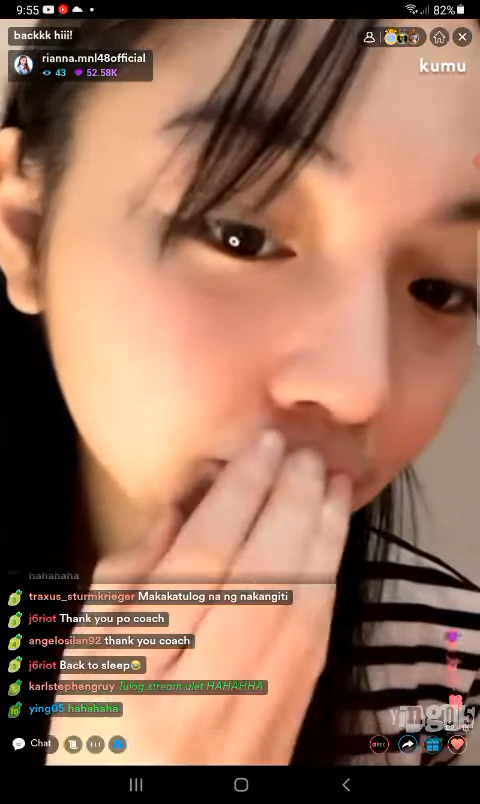 9:55
82%
backkk hiii!
rianna.mnl48official
43 52.58K
kumu
hahahaha
traxus_sturmkrieger Makakatulog na ng nakangiti
j6riot Thank you po coach
angelosilan92 thank you coach
j6riot Back to sleep😂
karlstephengruy Tulog stream ulet HAHAHHA
ying05 hahahaha
ying05
Chat
REC